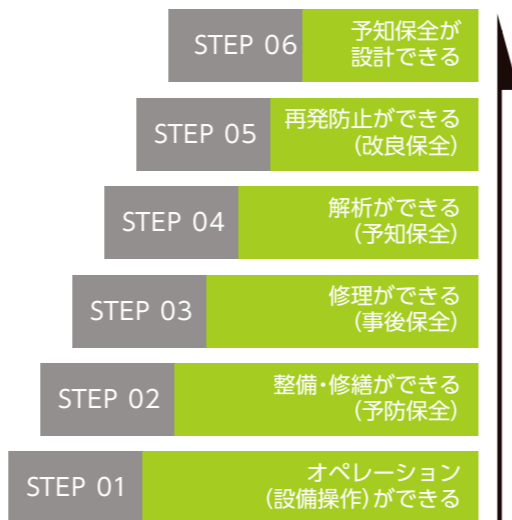 STEP 06
予知保全が
設計できる
STEP 05
再発防止ができる
（改良保全）
STEP 04
解析ができる
（予知保全）
STEP 03
修理ができる
（事後保全）
STEP 02
整備・修繕ができる
（予防保全）
STEP 01
オペレーション
（設備操作）ができる